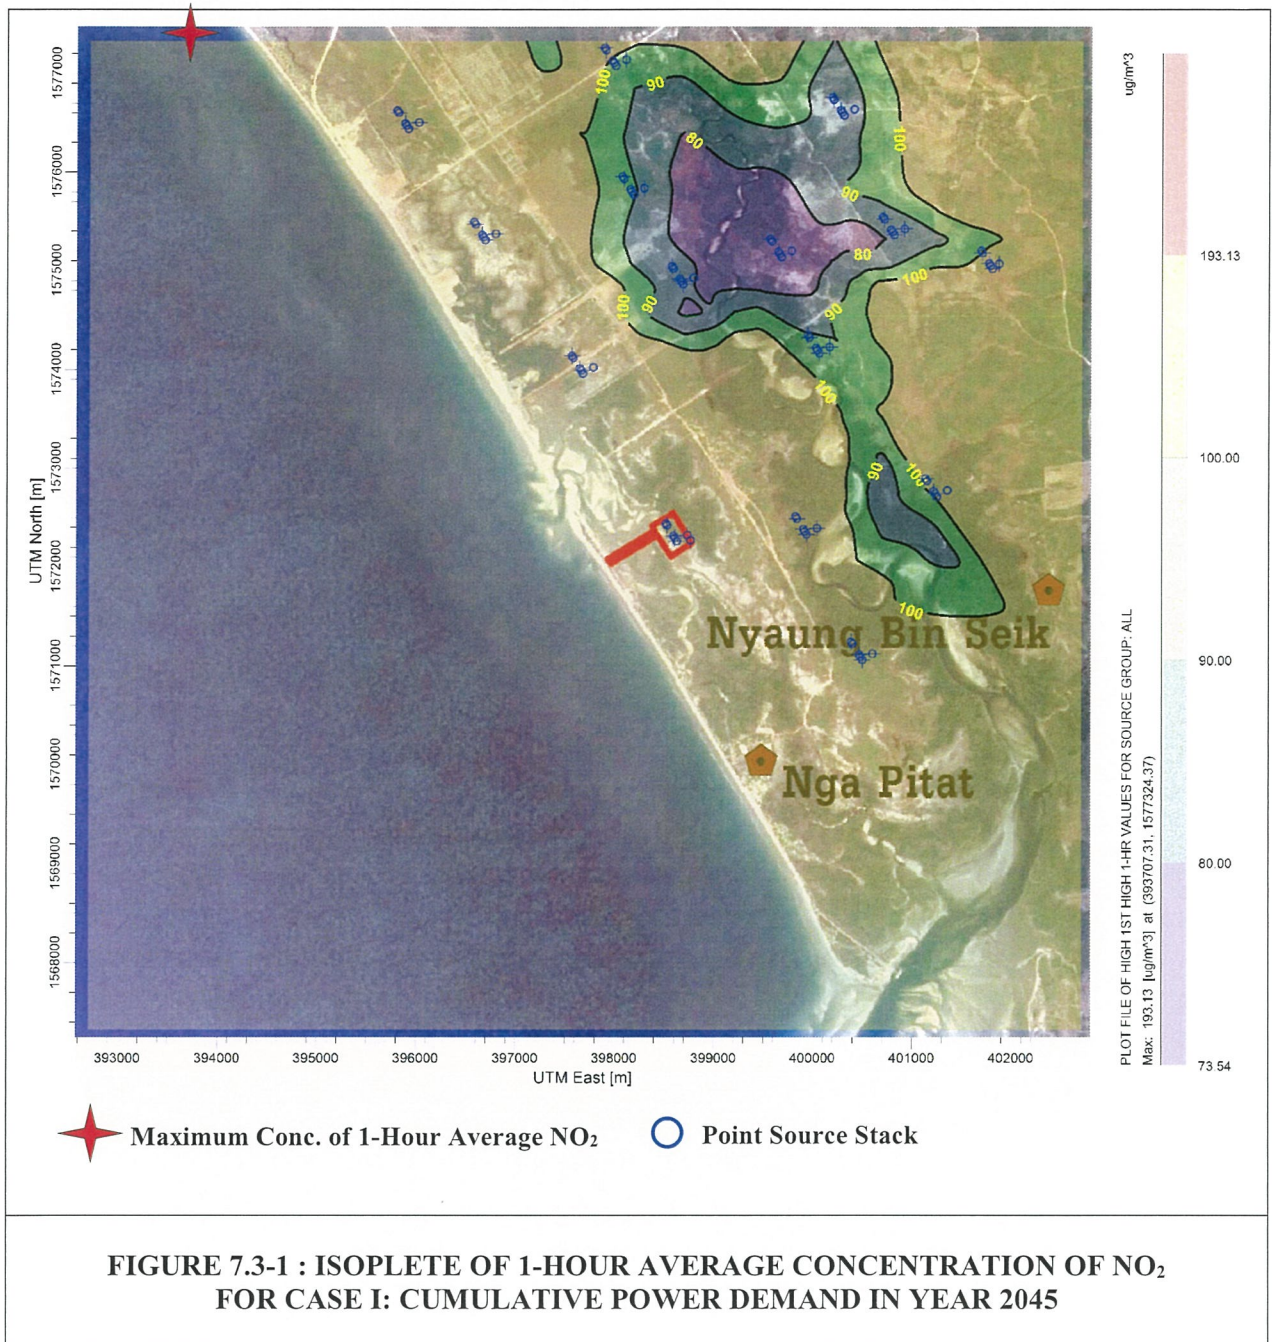 ug/m^3
1577000
1576000
1575000
1574000
1573000
1572000
1571000
1570000
1569000
1568000
UTM North [m]
100
90
80
100
90
80
100
100
90
90
100
90
100
100
Nyaung Bin Seik
Nga Pitat
193.13
100.00
90.00
80.00
73.54
PLOT FILE OF HIGH 1ST HIGH 1-HR VALUES FOR SOURCE GROUP: ALL
Max: 193.13 [ug/m^3] at (393707.31, 1577324.37)
393000 394000 395000 396000 397000 398000 399000 400000 401000 402000
UTM East [m]
Maximum Conc. of 1-Hour Average NO₂ Point Source Stack
FIGURE 7.3-1 : ISOPLETE OF 1-HOUR AVERAGE CONCENTRATION OF NO₂
FOR CASE I: CUMULATIVE POWER DEMAND IN YEAR 2045